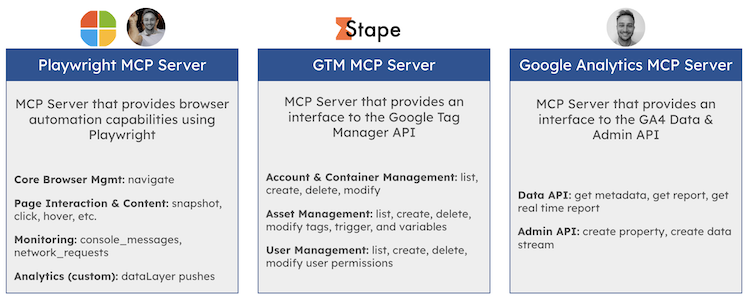 Stape
Playwright MCP Server
MCP Server that provides browser
automation capabilities using
Playwright
Core Browser Mgmt: navigate
Page Interaction & Content: snapshot,
click, hover, etc.
Monitoring: console_messages,
network_requests
Analytics (custom): dataLayer pushes
GTM MCP Server
MCP Server that provides an
interface to the Google Tag
Manager API
Account & Container Management: list,
create, delete, modify
Asset Management: list, create, delete,
modify tags, trigger, and variables
User Management: list, create, delete,
modify user permissions
Google Analytics MCP Server
MCP Server that provides an
interface to the GA4 Data &
Admin API
Data API: get metadata, get report, get
real time report
Admin API: create property, create data
stream